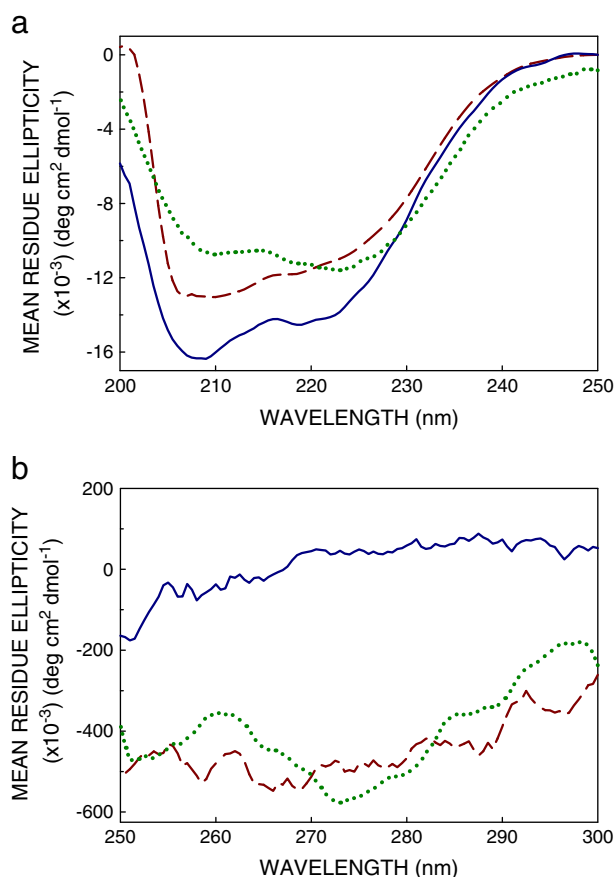 a
MEAN RESIDUE ELLIPTICITY
(x10⁻³) (deg cm² dmol⁻¹)
0
-4
-8
-12
-16
200 210 220 230 240 250
WAVELENGTH (nm)
b
MEAN RESIDUE ELLIPTICITY
(x10⁻³) (deg cm² dmol⁻¹)
200
0
-200
-400
-600
250 260 270 280 290 300
WAVELENGTH (nm)